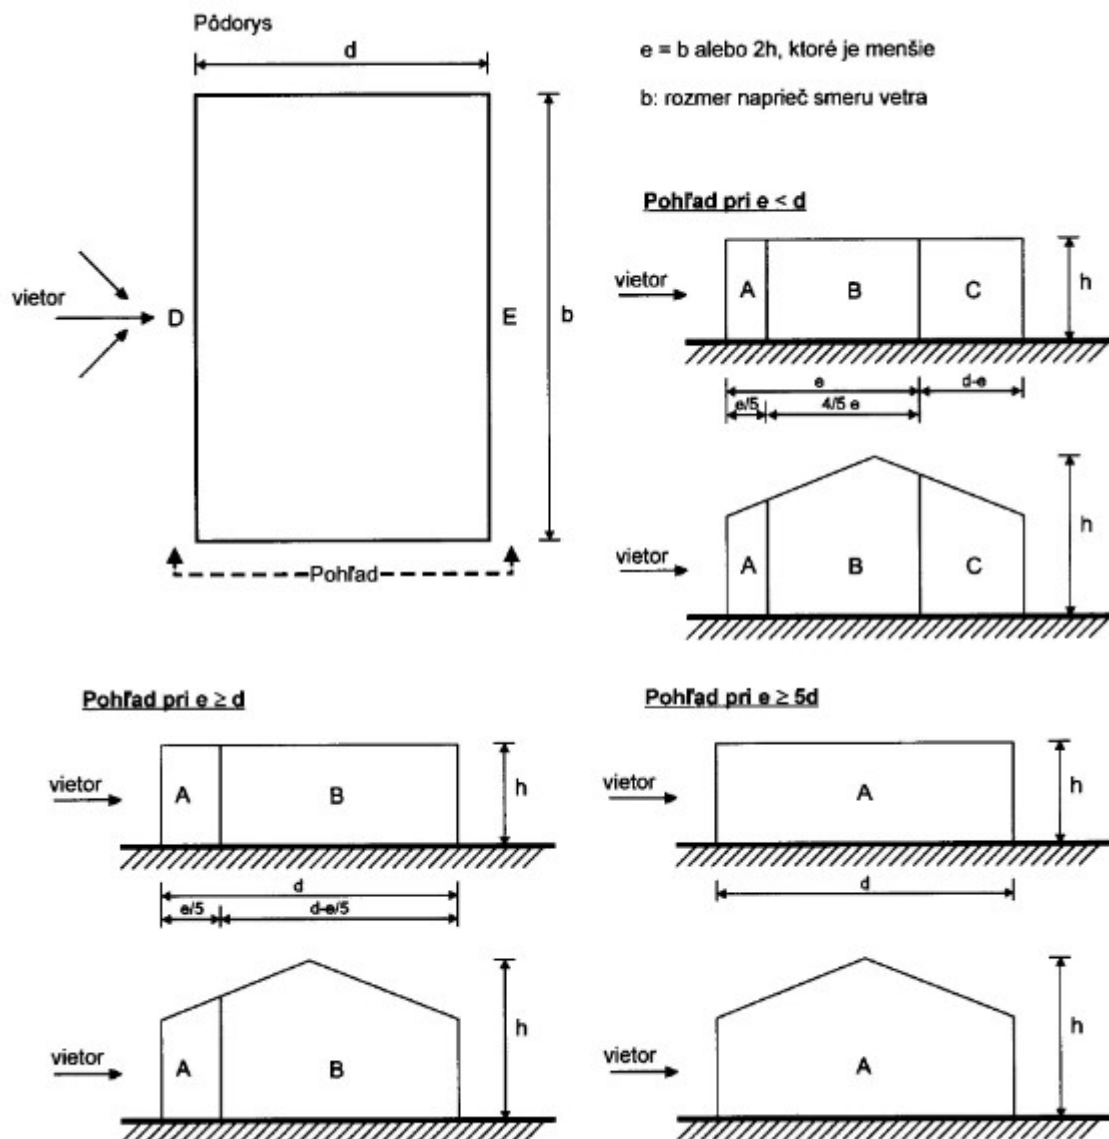 Pôdorys
d
e = b alebo 2h, ktoré je menšie
b: rozmer naprieč smeru vetra
vietor
D
E
b
Pohľad
Pohľad pri e < d
vietor
A
B
C
h
e
d-e
e/5
4/5 e
vietor
A
B
C
h
Pohľad pri e ≥ d
vietor
A
B
h
d
e/5
d-e/5
vietor
A
B
h
Pohľad pri e ≥ 5d
vietor
A
h
d
vietor
A
h